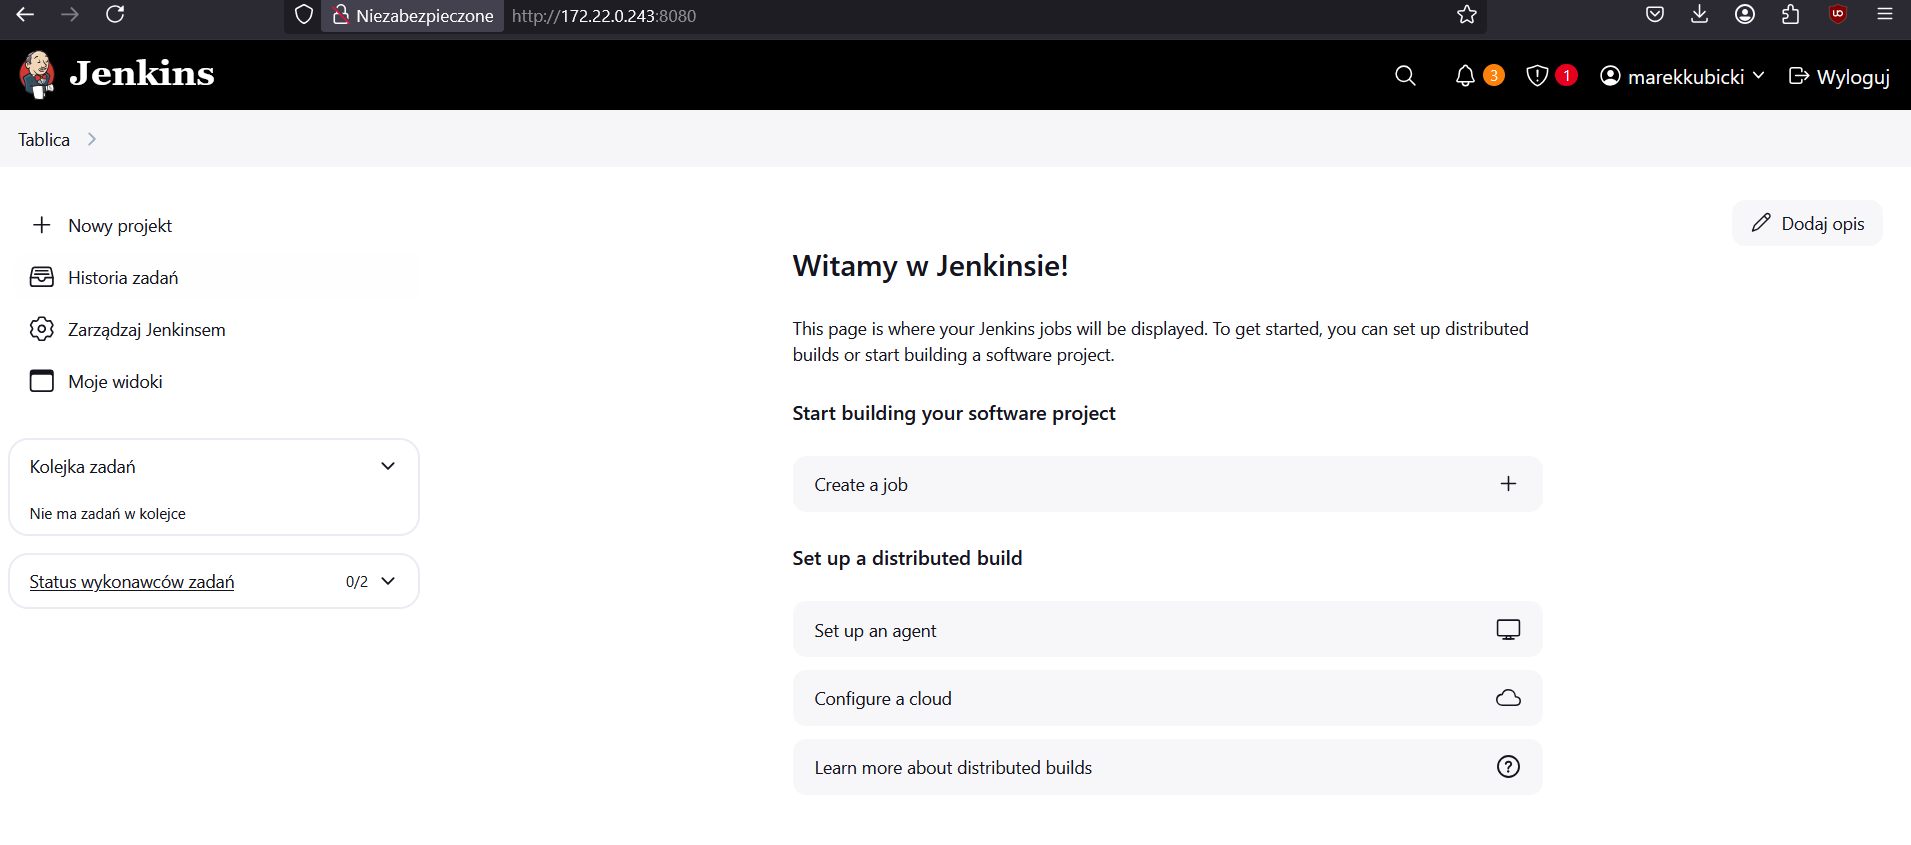 Niezabezpieczone http://172.22.0.243:8080
Jenkins
3
1
marekkubicki
Wyloguj
Tablica
Nowy projekt
Historia zadań
Zarządzaj Jenkinsem
Moje widoki
Kolejka zadań
Nie ma zadań w kolejce
Status wykonawców zadań 0/2
Dodaj opis
Witamy w Jenkinsie!
This page is where your Jenkins jobs will be displayed. To get started, you can set up distributed
builds or start building a software project.
Start building your software project
Create a job
Set up a distributed build
Set up an agent
Configure a cloud
Learn more about distributed builds